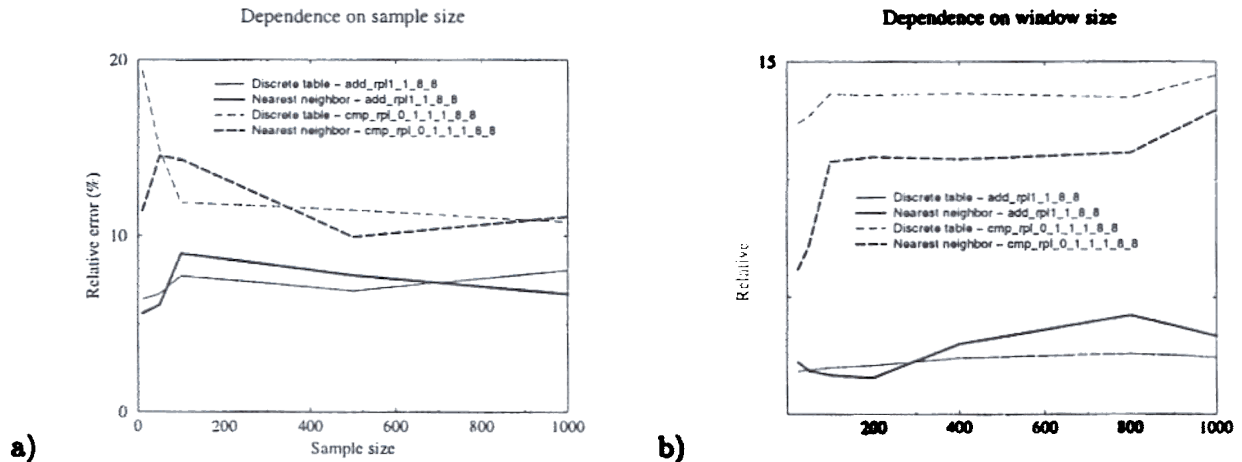 Dependence on sample size
20
Discrete table – add_rpl1_1_8_8
Nearest neighbor – add_rpl1_1_8_8
Discrete table – cmp_rpl_0_1_1_1_8_8
Nearest neighbor – cmp_rpl_0_1_1_1_8_8
Relative error (%)
10
0
0 200 400 600 800 1000
Sample size
a)
Dependence on window size
15
Discrete table – add_rpl1_1_8_8
Nearest neighbor – add_rpl1_1_8_8
Discrete table – cmp_rpl_0_1_1_1_8_8
Nearest neighbor – cmp_rpl_0_1_1_1_8_8
Relative
200 400 600 800 1000
b)